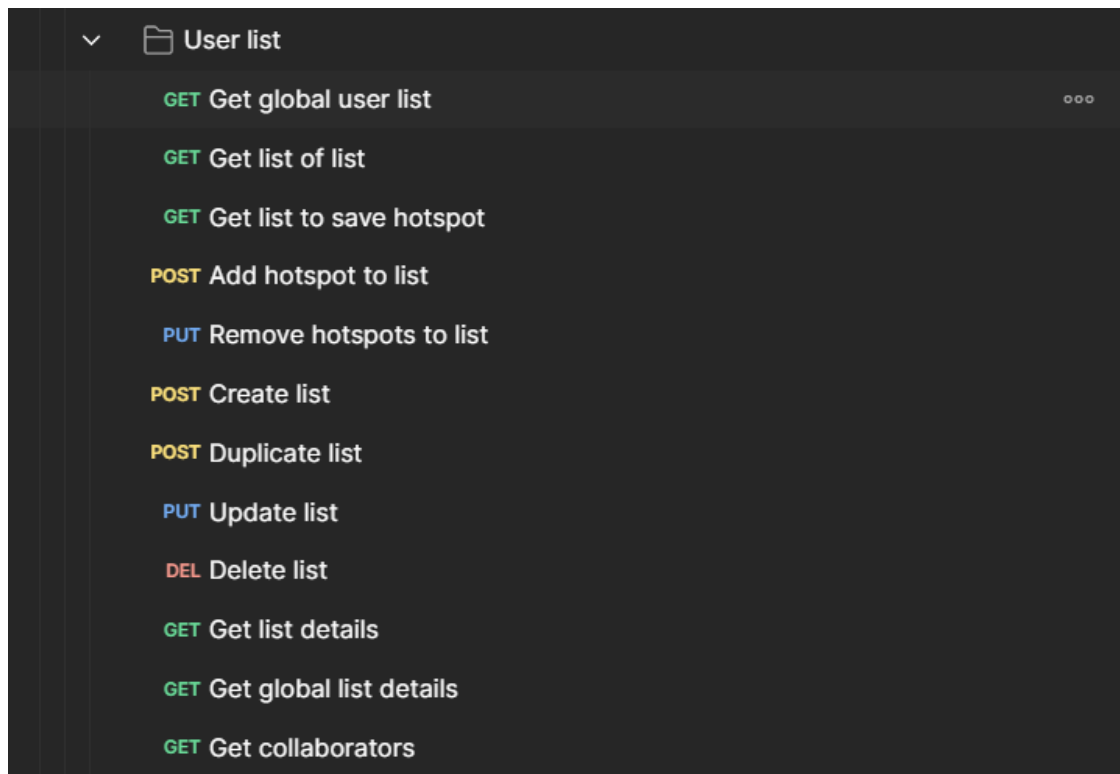 User list
GET Get global user list
GET Get list of list
GET Get list to save hotspot
POST Add hotspot to list
PUT Remove hotspots to list
POST Create list
POST Duplicate list
PUT Update list
DEL Delete list
GET Get list details
GET Get global list details
GET Get collaborators